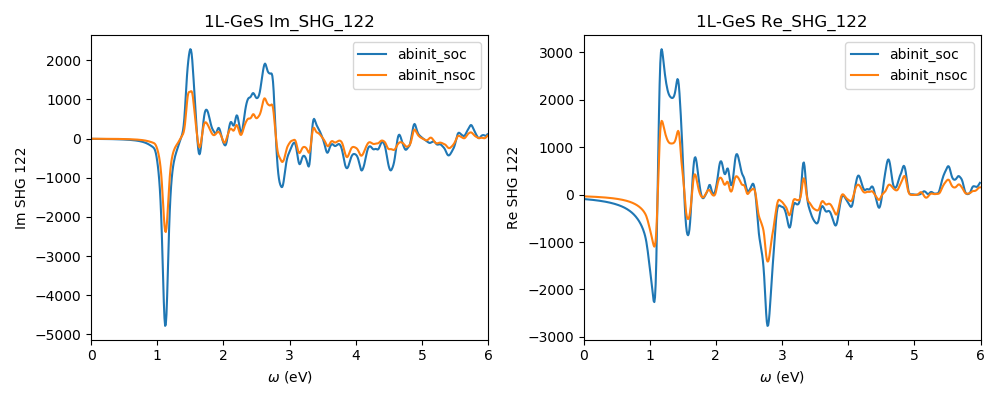 1L-GeS Im_SHG_122
Im SHG 122
2000
1000
0
−1000
−2000
−3000
−4000
−5000
0 1 2 3 4 5 6
ω (eV)
abinit_soc
abinit_nsoc
1L-GeS Re_SHG_122
Re SHG 122
3000
2000
1000
0
−1000
−2000
−3000
0 1 2 3 4 5 6
ω (eV)
abinit_soc
abinit_nsoc